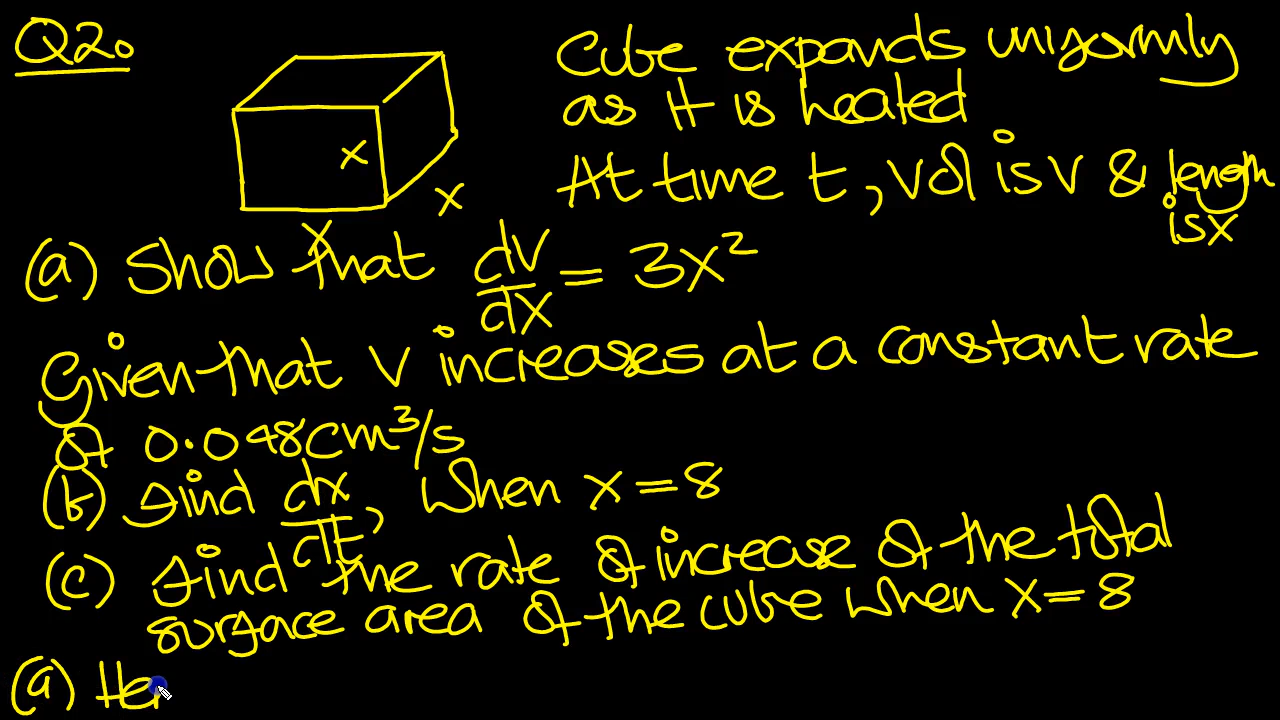 Q20
Cube expands uniformly
as it is heated
At time t, Vol is V & length
is x
x
x
x
(a) Show that dV/dx = 3x²
Given that V increases at a constant rate
of 0.048cm³/s
(b) find dx/dt, when x = 8
(c) find the rate of increase of the total
surface area of the cube when x = 8
(a) Her